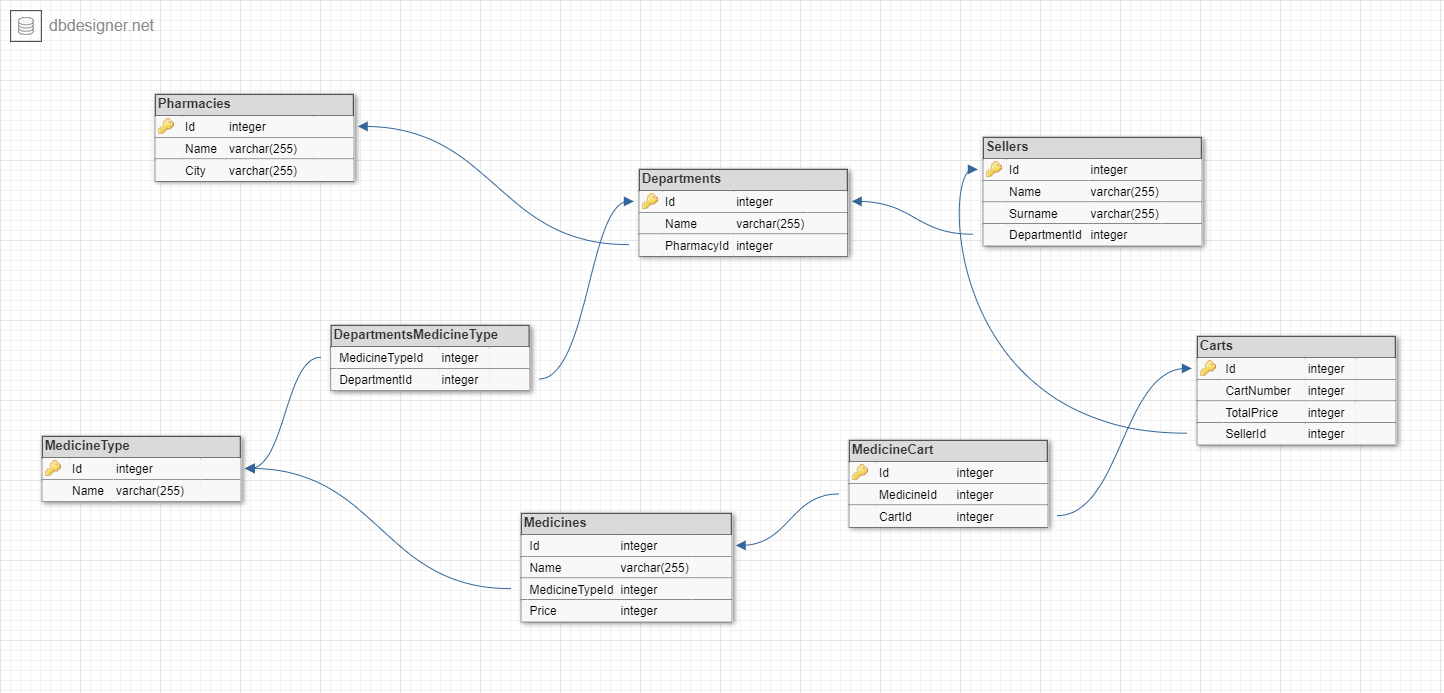 dbdesigner.net
Pharmacies
Id integer
Name varchar(255)
City varchar(255)
Departments
Id integer
Name varchar(255)
PharmacyId integer
Sellers
Id integer
Name varchar(255)
Surname varchar(255)
DepartmentId integer
DepartmentsMedicineType
MedicineTypeId integer
DepartmentId integer
Carts
Id integer
CartNumber integer
TotalPrice integer
SellerId integer
MedicineType
Id integer
Name varchar(255)
MedicineCart
Id integer
MedicineId integer
CartId integer
Medicines
Id integer
Name varchar(255)
MedicineTypeId integer
Price integer